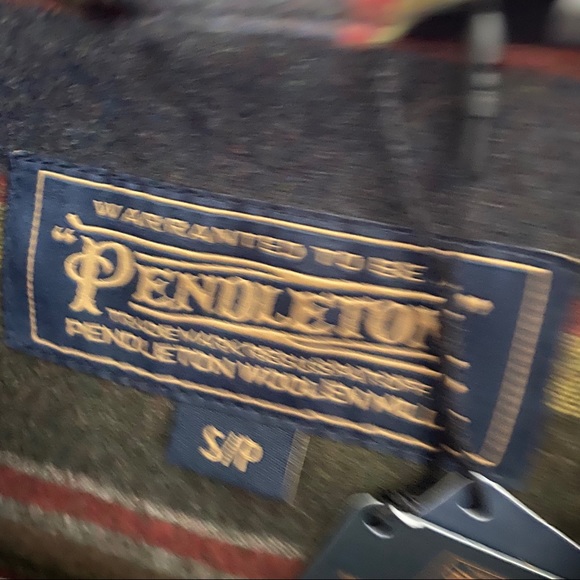 WARRANTED TO BE
"PENDLETON"
PENDLETON WOOLEN MILLS
S/P